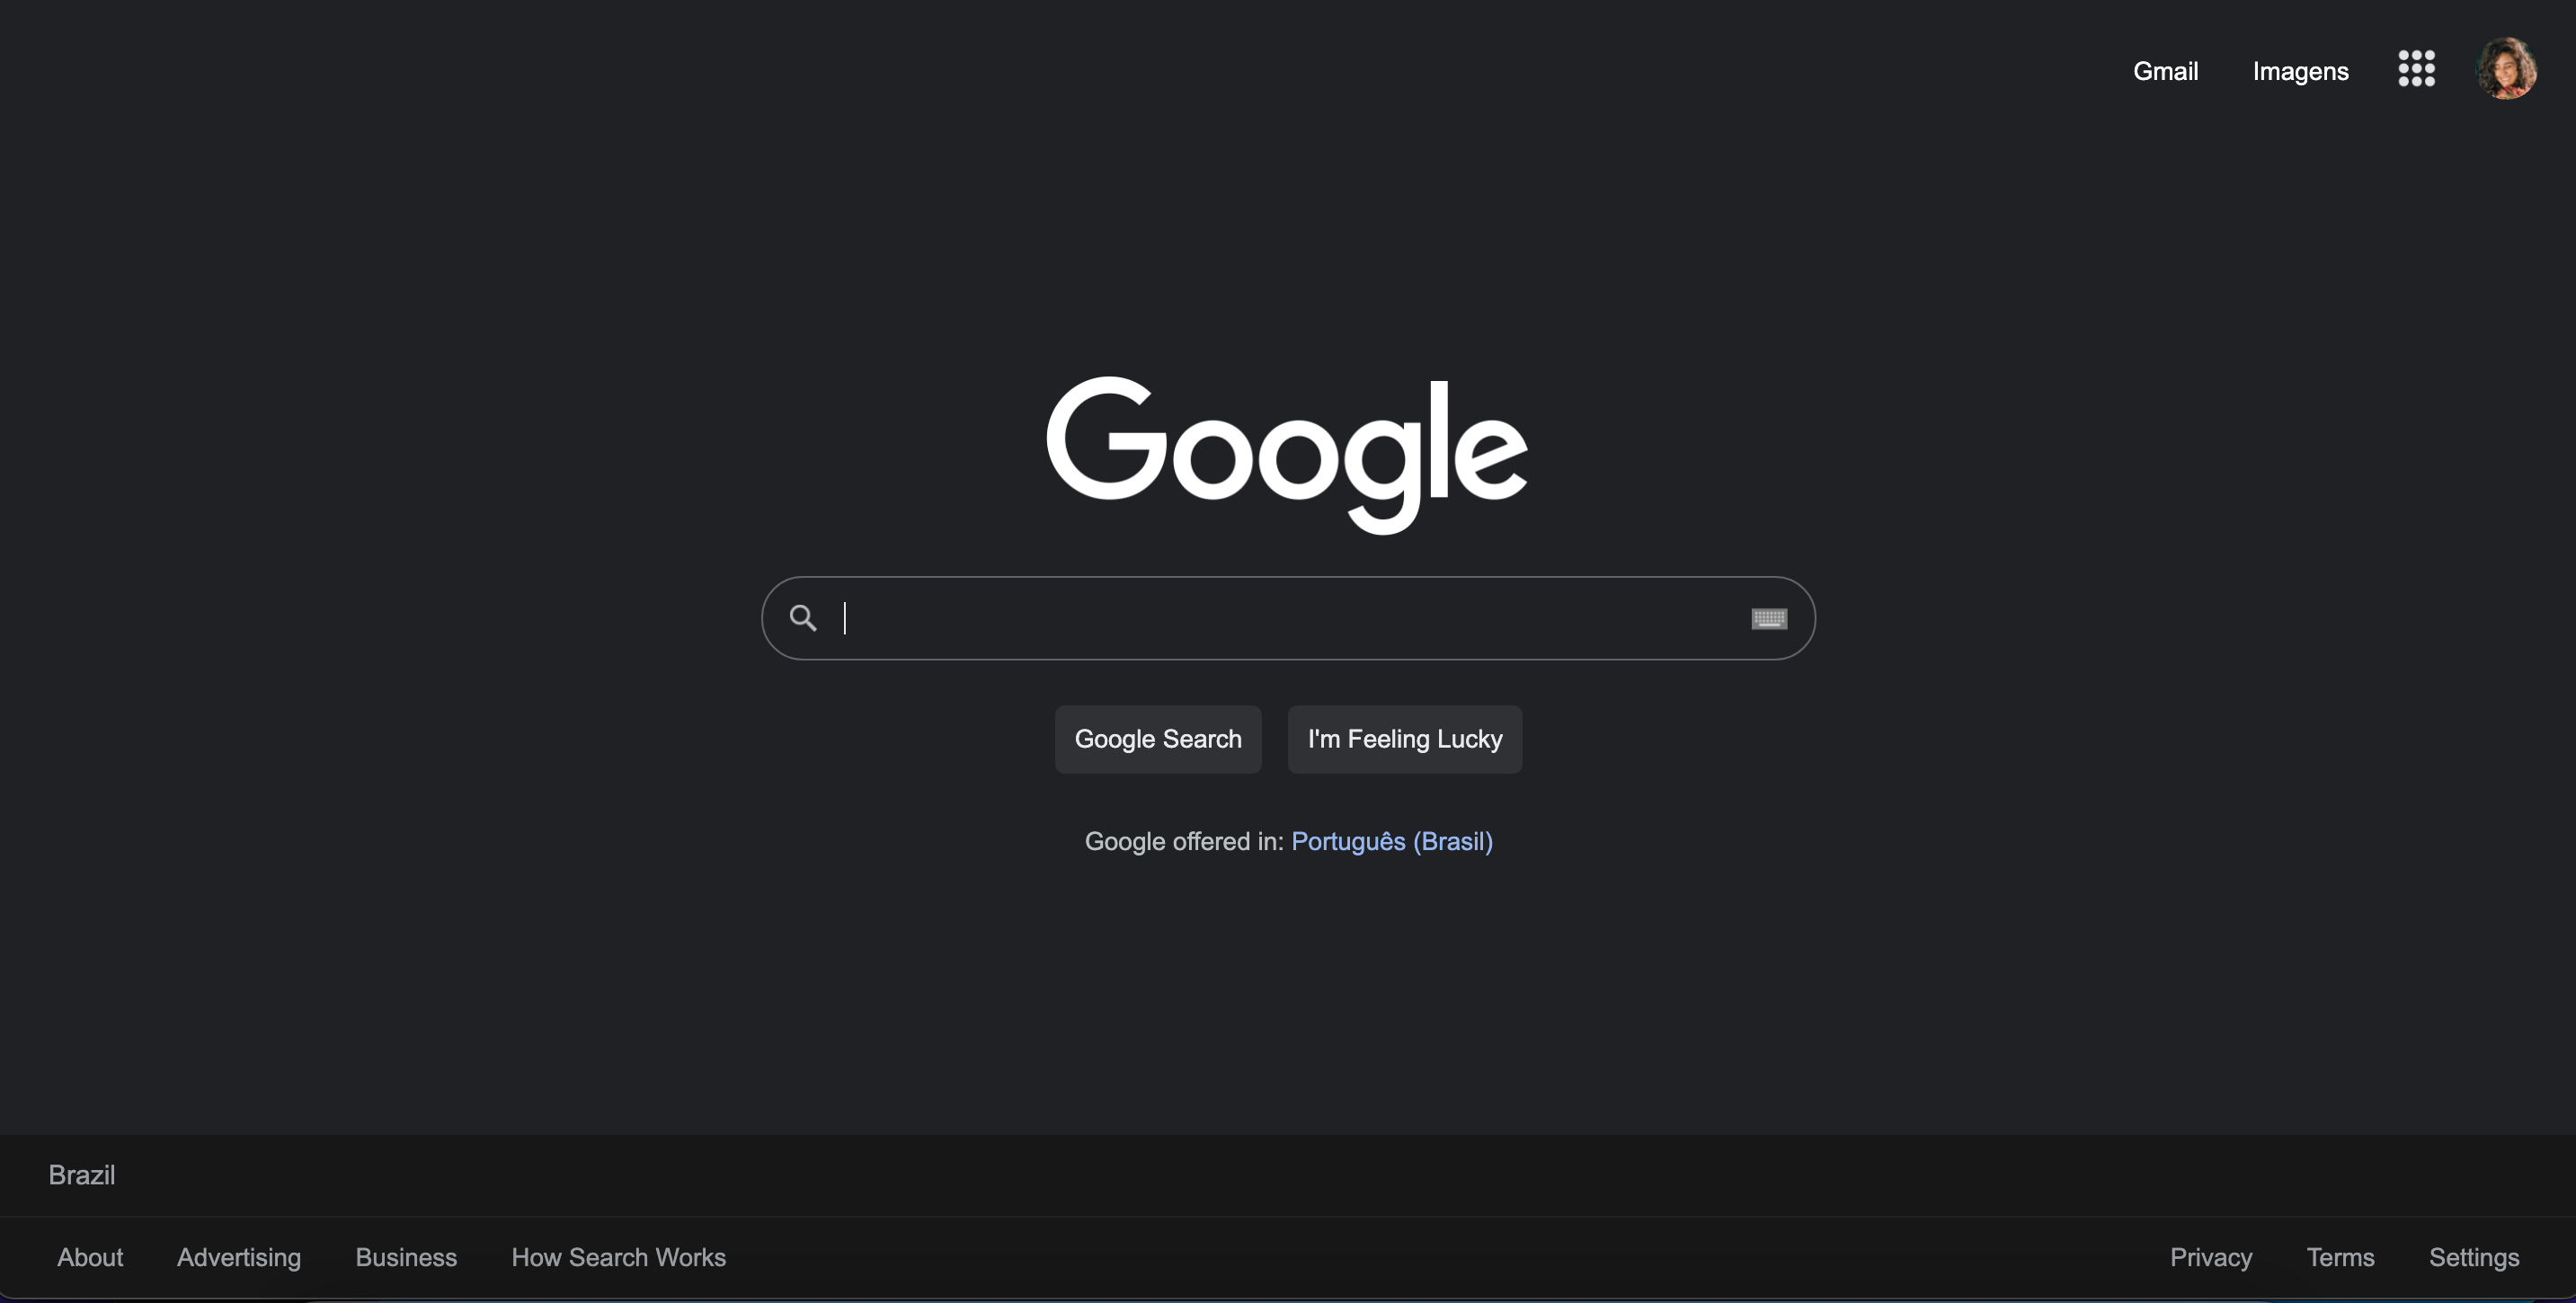 Gmail Imagens
Google
Google Search I'm Feeling Lucky
Google offered in: Português (Brasil)
Brazil
About Advertising Business How Search Works Privacy Terms Settings